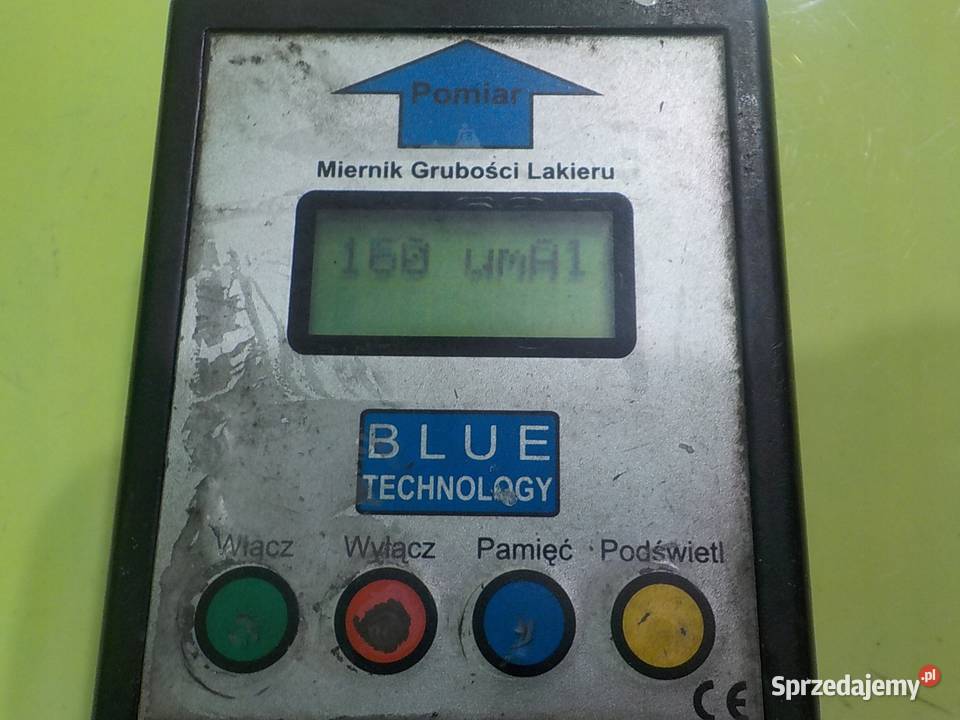 Pomiar
Miernik Grubości Lakieru
160 umAl
BLUE
TECHNOLOGY
Włącz Wyłącz Pamięć Podświetl
CE
Sprzedajemy.pl